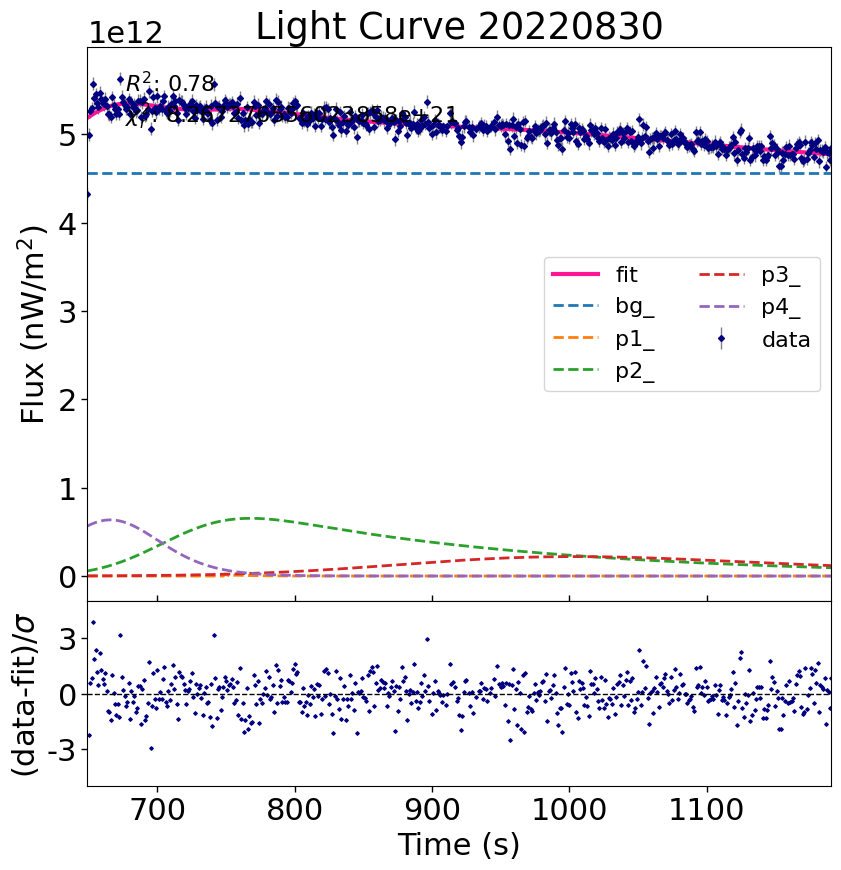 Light Curve 20220830
1e12
R²: 0.78
5
4
3
2
1
0
Flux (nW/m²)
fit
bg_
p1_
p2_
p3_
p4_
data
3
0
-3
(data-fit)/σ
700
800
900
1000
1100
Time (s)